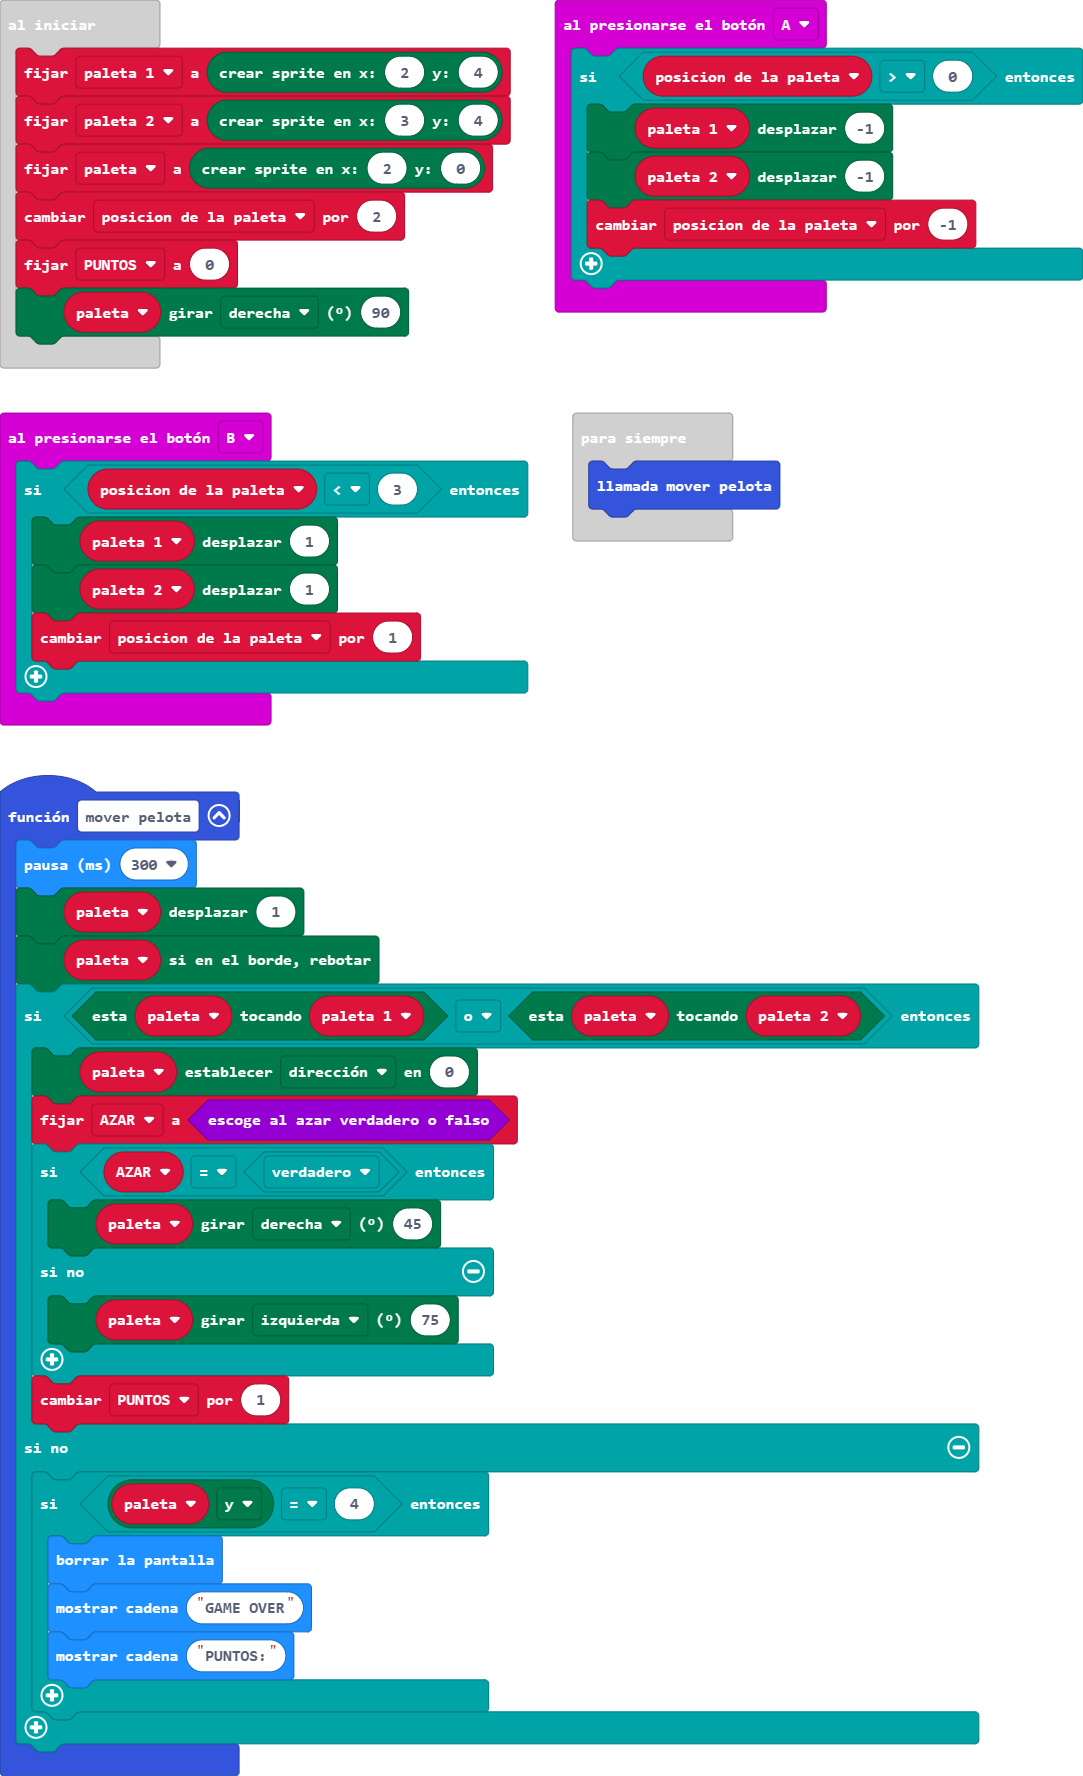 al iniciar
fijar paleta 1 a crear sprite en x: 2 y: 4
fijar paleta 2 a crear sprite en x: 3 y: 4
fijar paleta a crear sprite en x: 2 y: 0
cambiar posicion de la paleta por 2
fijar PUNTOS a 0
paleta girar derecha (º) 90
al presionarse el botón A
si posicion de la paleta > 0 entonces
paleta 1 desplazar -1
paleta 2 desplazar -1
cambiar posicion de la paleta por -1
al presionarse el botón B
si posicion de la paleta < 3 entonces
paleta 1 desplazar 1
paleta 2 desplazar 1
cambiar posicion de la paleta por 1
para siempre
llamada mover pelota
función mover pelota
pausa (ms) 300
paleta desplazar 1
paleta si en el borde, rebotar
si esta paleta tocando paleta 1 o esta paleta tocando paleta 2 entonces
paleta establecer dirección en 0
fijar AZAR a escoge al azar verdadero o falso
si AZAR = verdadero entonces
paleta girar derecha (º) 45
si no
paleta girar izquierda (º) 75
cambiar PUNTOS por 1
si no
si paleta y = 4 entonces
borrar la pantalla
mostrar cadena "GAME OVER"
mostrar cadena "PUNTOS:"